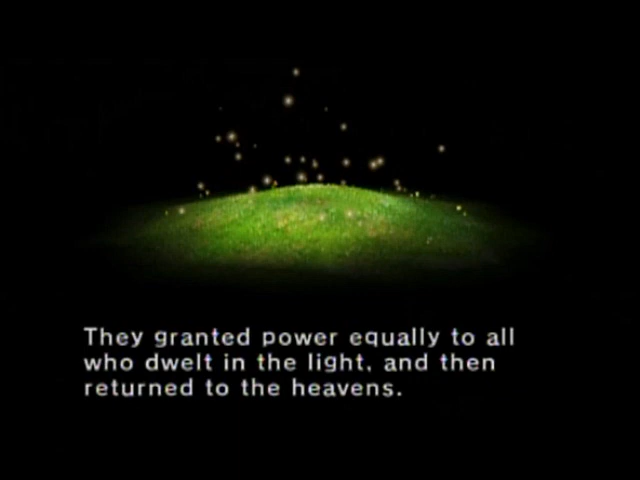 They granted power equally to all
who dwelt in the light, and then
returned to the heavens.